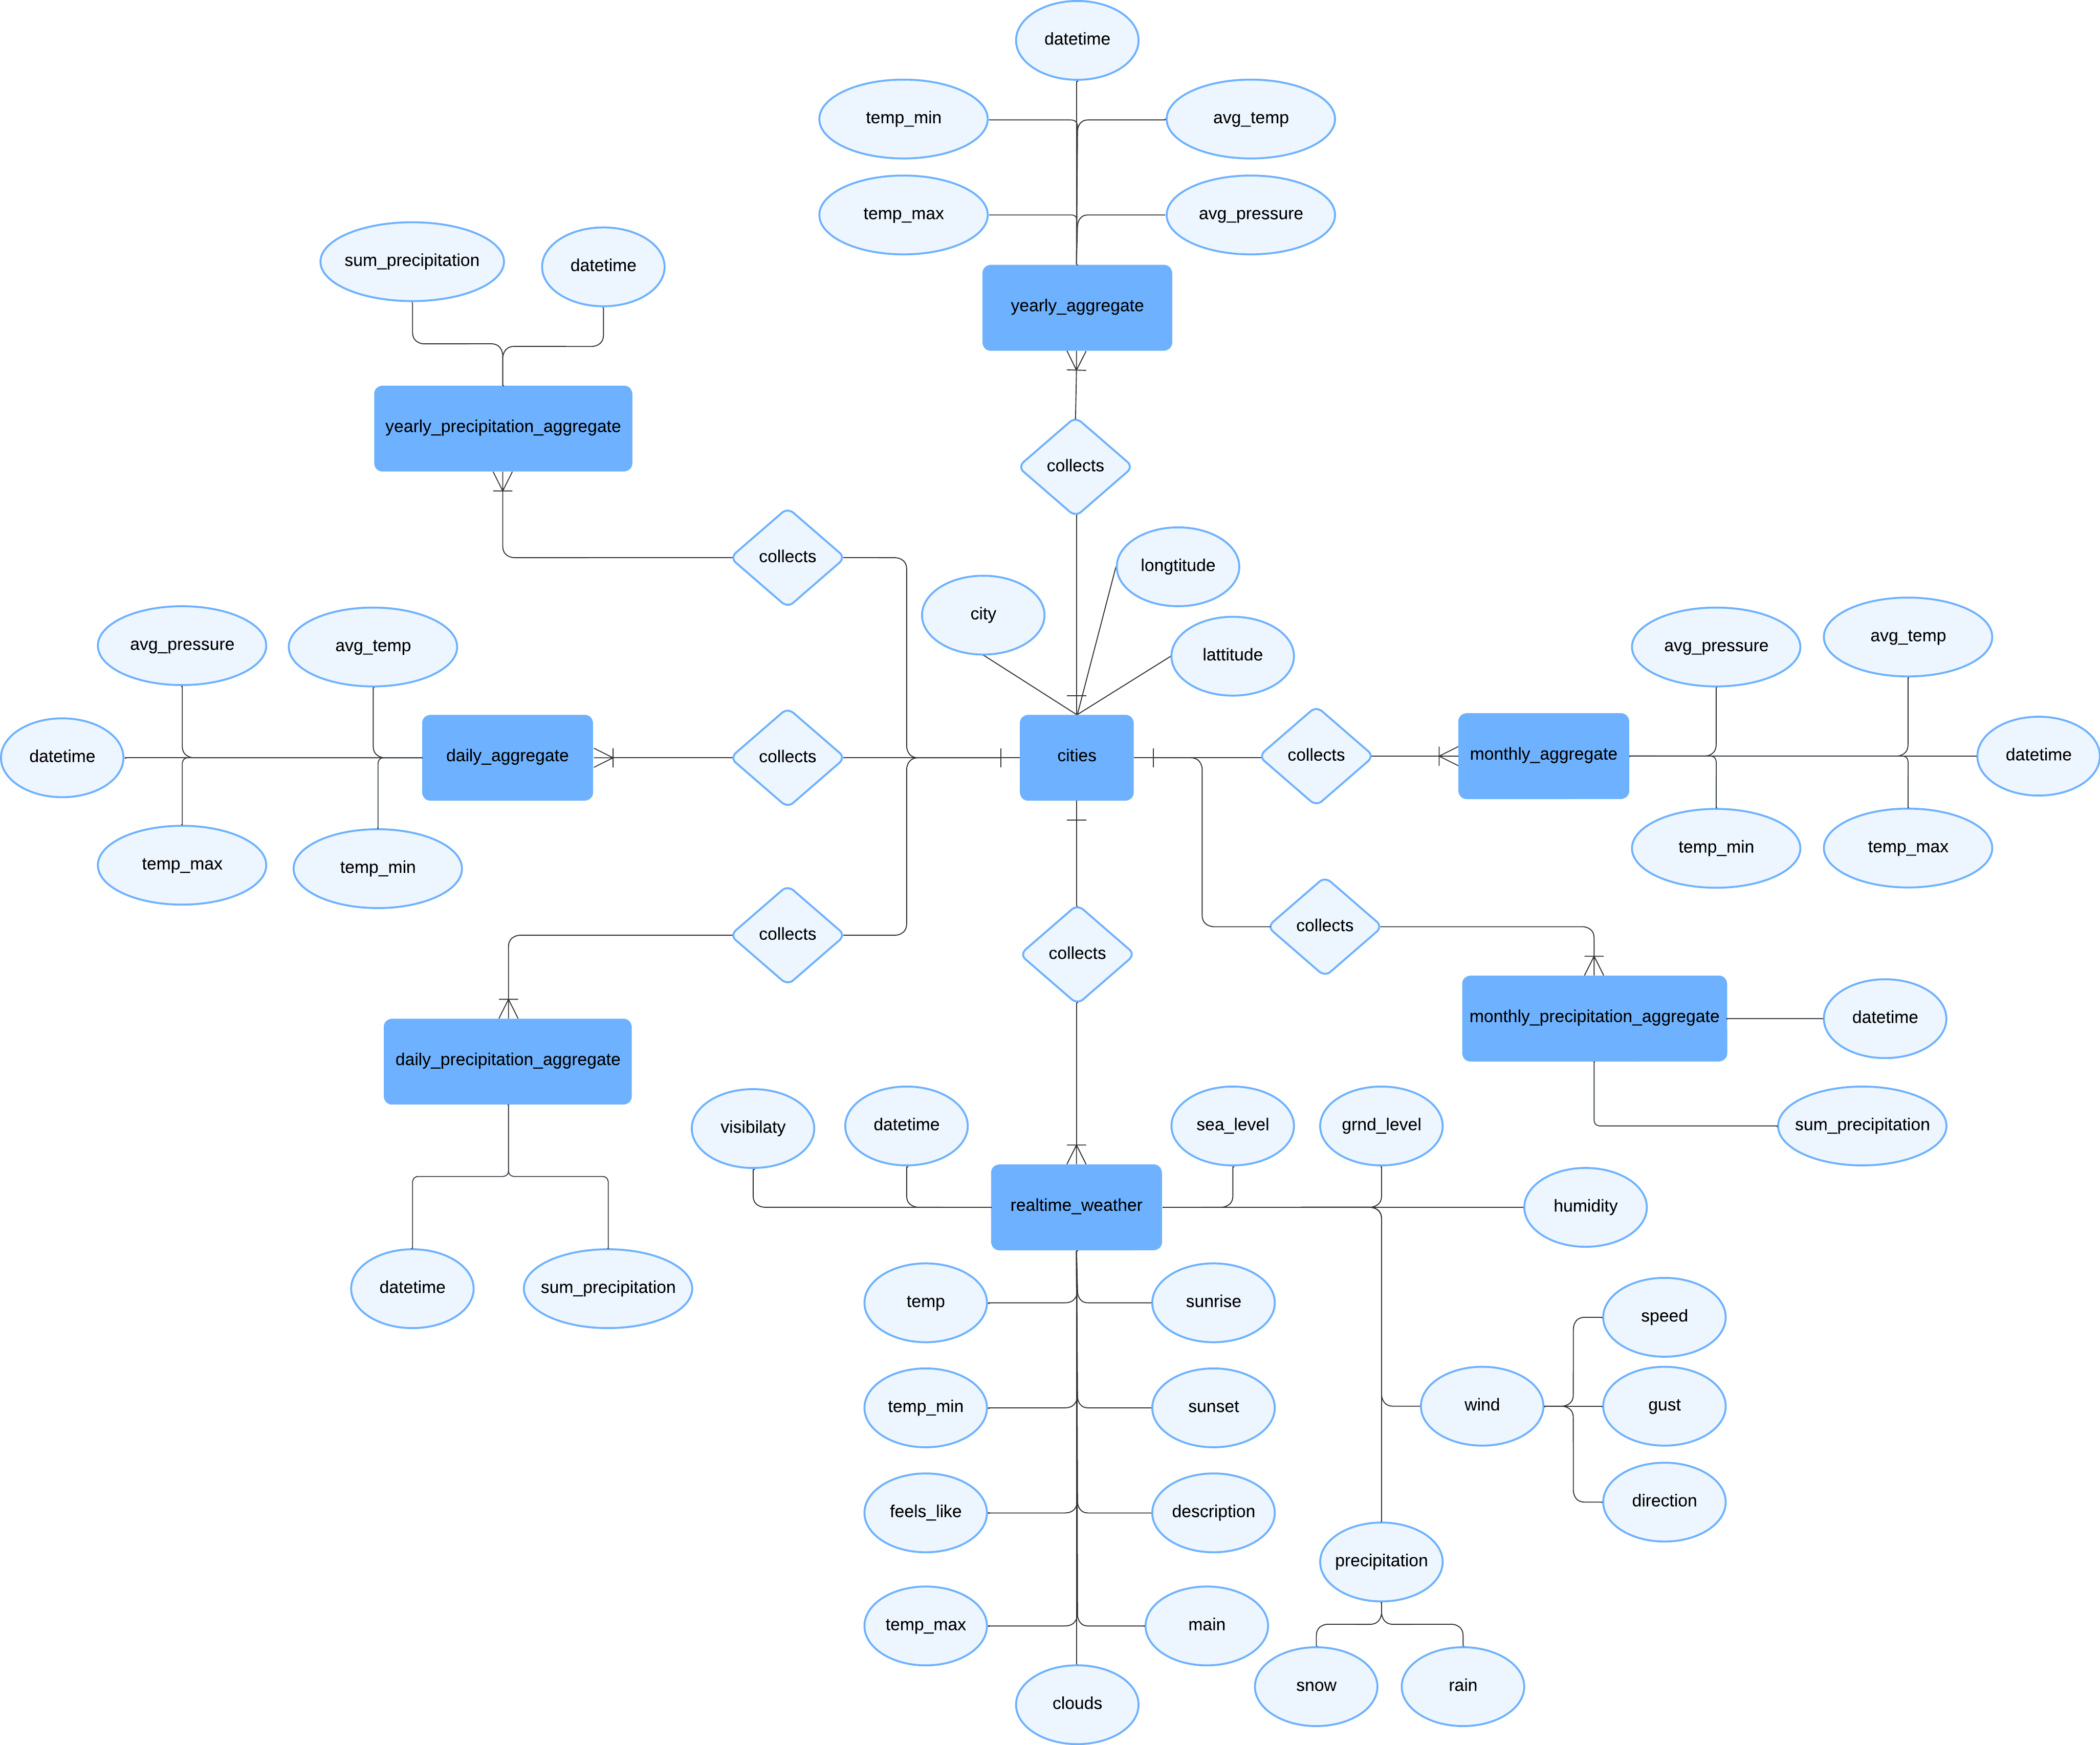 datetime
temp_min
avg_temp
temp_max
avg_pressure
sum_precipitation
datetime
yearly_aggregate
yearly_precipitation_aggregate
collects
collects
longtitude
city
lattitude
avg_pressure
avg_temp
avg_pressure
avg_temp
datetime
daily_aggregate
collects
cities
collects
monthly_aggregate
datetime
temp_max
temp_min
temp_min
temp_max
collects
collects
collects
daily_precipitation_aggregate
monthly_precipitation_aggregate
datetime
visibilaty
datetime
sea_level
grnd_level
sum_precipitation
realtime_weather
humidity
datetime
sum_precipitation
temp
sunrise
speed
temp_min
sunset
wind
gust
feels_like
description
direction
precipitation
temp_max
main
clouds
snow
rain